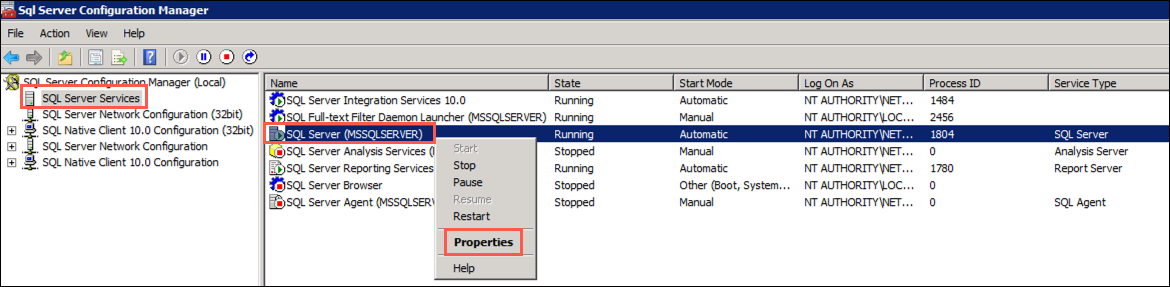 Sql Server Configuration Manager
File Action View Help
SQL Server Configuration Manager (Local)
SQL Server Services
SQL Server Network Configuration (32bit)
SQL Native Client 10.0 Configuration (32bit)
SQL Server Network Configuration
SQL Native Client 10.0 Configuration
Name State Start Mode Log On As Process ID Service Type
SQL Server Integration Services 10.0 Running Automatic NT AUTHORITY\NET... 1484
SQL Full-text Filter Daemon Launcher (MSSQLSERVER) Running Manual NT AUTHORITY\LOC... 2456
SQL Server (MSSQLSERVER) Running Automatic NT AUTHORITY\NET... 1804 SQL Server
SQL Server Analysis Services Stopped Manual NT AUTHORITY\NET... 0 Analysis Server
SQL Server Reporting Services Running Automatic NT AUTHORITY\NET... 1780 Report Server
SQL Server Browser Stopped Other (Boot, System... NT AUTHORITY\LOC... 0
SQL Server Agent (MSSQLSERV Stopped Manual NT AUTHORITY\NET... 0 SQL Agent
Start
Stop
Pause
Resume
Restart
Properties
Help